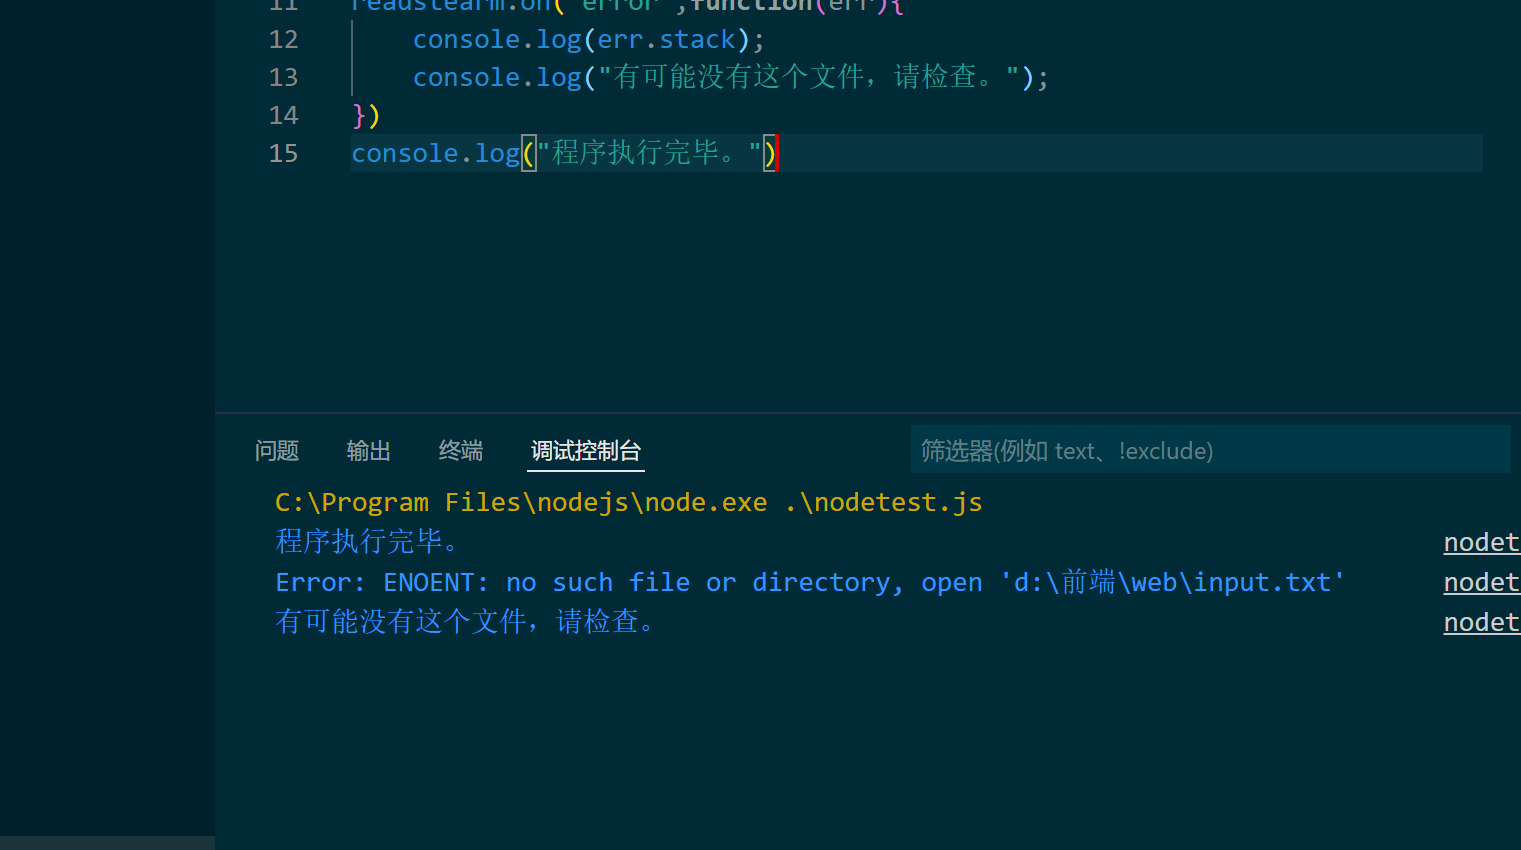 11 readstearm.on("error",function(err){
12 console.log(err.stack);
13 console.log("有可能没有这个文件，请检查。");
14 })
15 console.log("程序执行完毕。")
问题 输出 终端 调试控制台 筛选器(例如 text、!exclude)
C:\Program Files\nodejs\node.exe .\nodetest.js
程序执行完毕。 nodet
Error: ENOENT: no such file or directory, open 'd:\前端\web\input.txt' nodet
有可能没有这个文件，请检查。 nodet